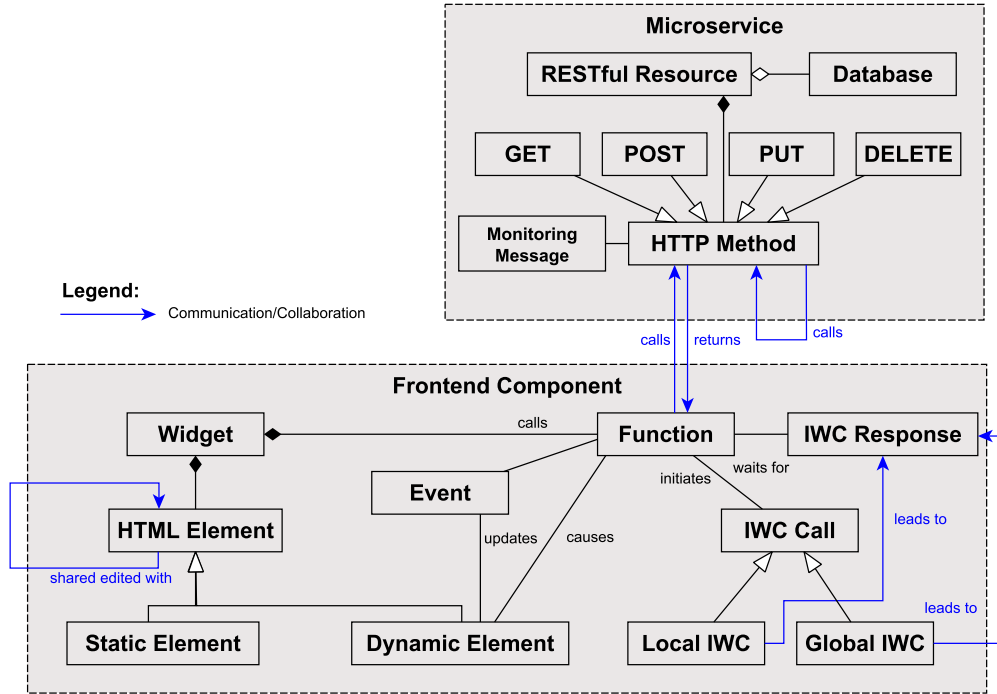 Microservice
RESTful Resource
Database
GET
POST
PUT
DELETE
Monitoring
Message
HTTP Method
Legend:
Communication/Collaboration
calls
returns
calls
Frontend Component
Widget
calls
Function
IWC Response
waits for
initiates
Event
HTML Element
updates
causes
IWC Call
leads to
shared edited with
leads to
Static Element
Dynamic Element
Local IWC
Global IWC